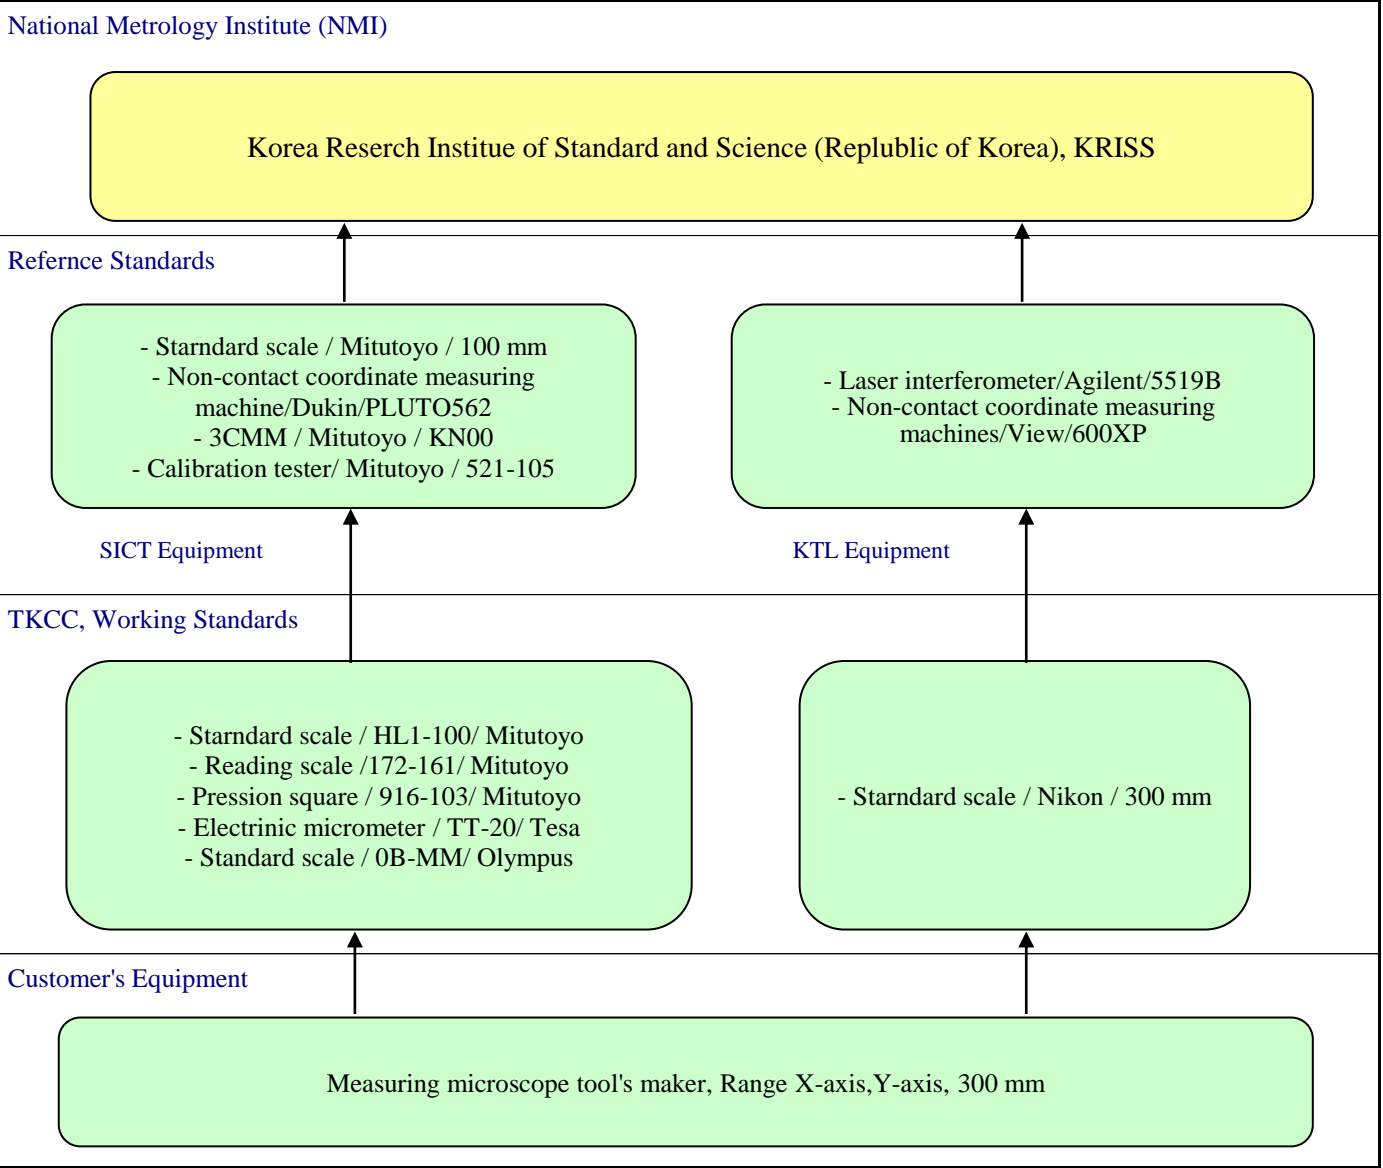 National Metrology Institute (NMI)
Korea Reserch Institue of Standard and Science (Replublic of Korea), KRISS
Refernce Standards
- Starndard scale / Mitutoyo / 100 mm
- Non-contact coordinate measuring
machine/Dukin/PLUTO562
- 3CMM / Mitutoyo / KN00
- Calibration tester/ Mitutoyo / 521-105
- Laser interferometer/Agilent/5519B
- Non-contact coordinate measuring
machines/View/600XP
SICT Equipment
KTL Equipment
TKCC, Working Standards
- Starndard scale / HL1-100/ Mitutoyo
- Reading scale /172-161/ Mitutoyo
- Pression square / 916-103/ Mitutoyo
- Electrinic micrometer / TT-20/ Tesa
- Standard scale / 0B-MM/ Olympus
- Starndard scale / Nikon / 300 mm
Customer's Equipment
Measuring microscope tool's maker, Range X-axis,Y-axis, 300 mm